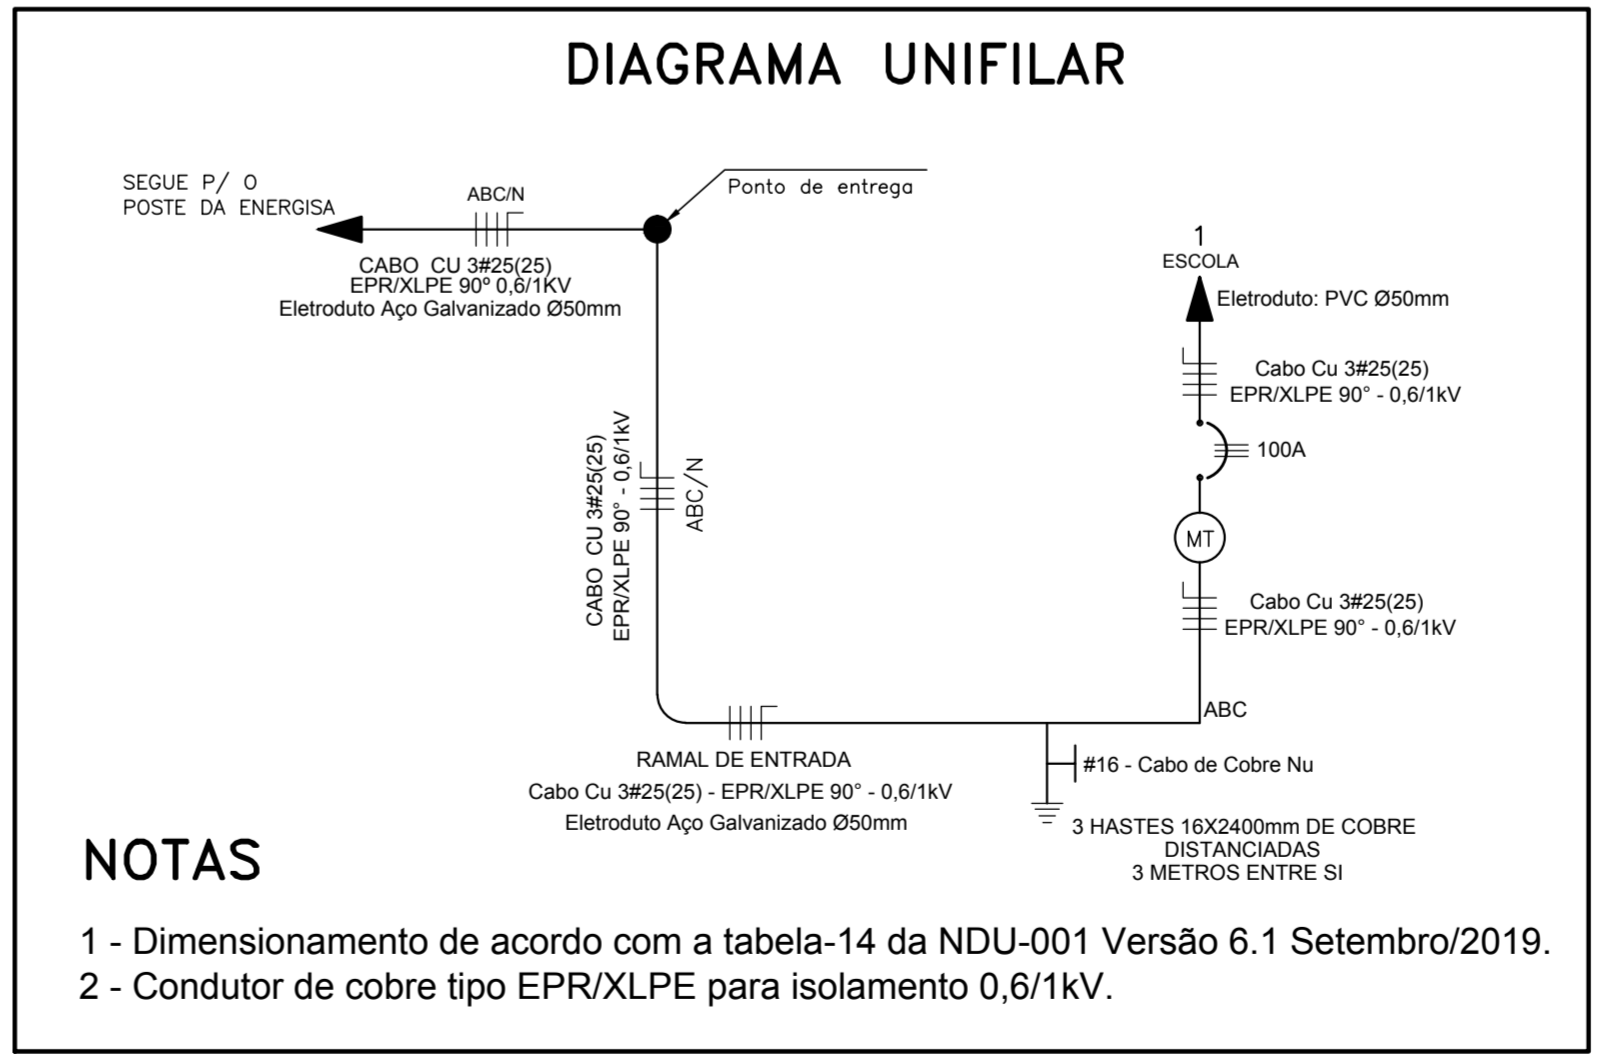 DIAGRAMA UNIFILAR
SEGUE P/ O
POSTE DA ENERGISA
ABC/N
Ponto de entrega
CABO CU 3#25(25)
EPR/XLPE 90º 0,6/1KV
Eletroduto Aço Galvanizado Ø50mm
1
ESCOLA
Eletroduto: PVC Ø50mm
Cabo Cu 3#25(25)
EPR/XLPE 90° - 0,6/1kV
100A
MT
CABO CU 3#25(25)
EPR/XLPE 90° - 0,6/1kV
ABC/N
Cabo Cu 3#25(25)
EPR/XLPE 90° - 0,6/1kV
ABC
RAMAL DE ENTRADA
Cabo Cu 3#25(25) - EPR/XLPE 90° - 0,6/1kV
Eletroduto Aço Galvanizado Ø50mm
#16 - Cabo de Cobre Nu
3 HASTES 16X2400mm DE COBRE
DISTANCIADAS
3 METROS ENTRE SI
NOTAS
1 - Dimensionamento de acordo com a tabela-14 da NDU-001 Versão 6.1 Setembro/2019.
2 - Condutor de cobre tipo EPR/XLPE para isolamento 0,6/1kV.